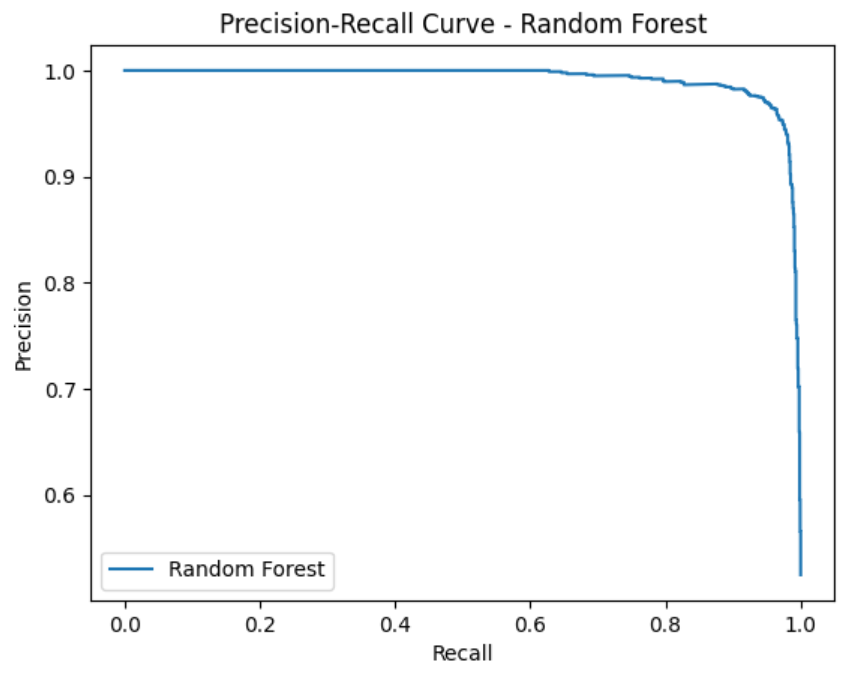 Precision-Recall Curve - Random Forest
1.0
0.9
0.8
0.7
0.6
Precision
Random Forest
0.0 0.2 0.4 0.6 0.8 1.0
Recall